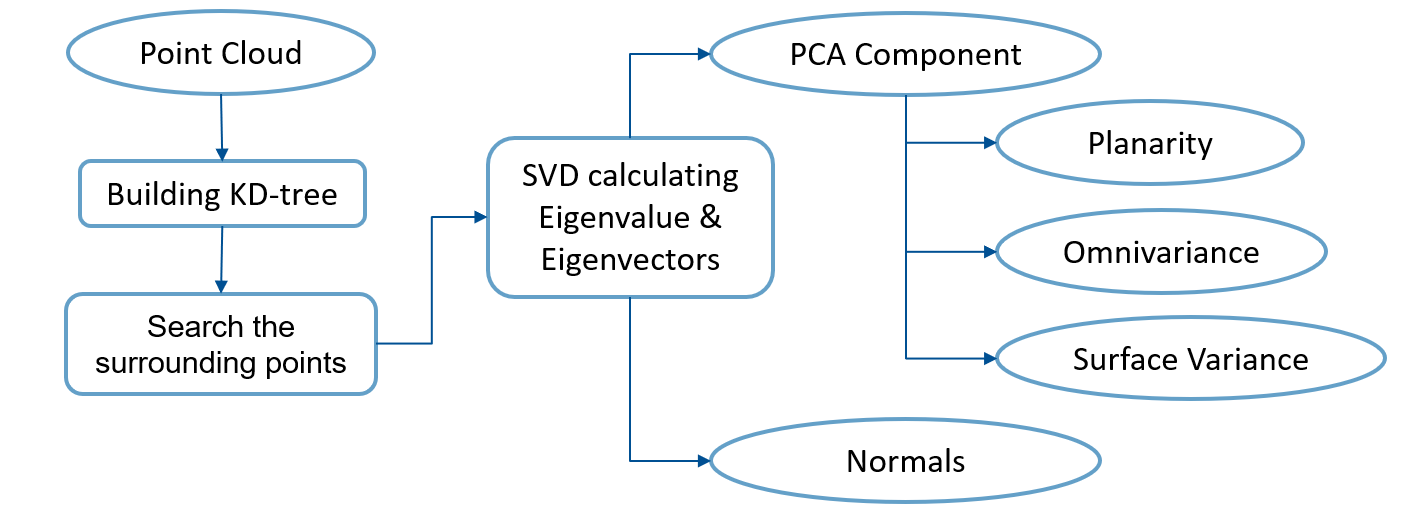 Point Cloud
Building KD-tree
Search the
surrounding points
SVD calculating
Eigenvalue &
Eigenvectors
PCA Component
Planarity
Omnivariance
Surface Variance
Normals